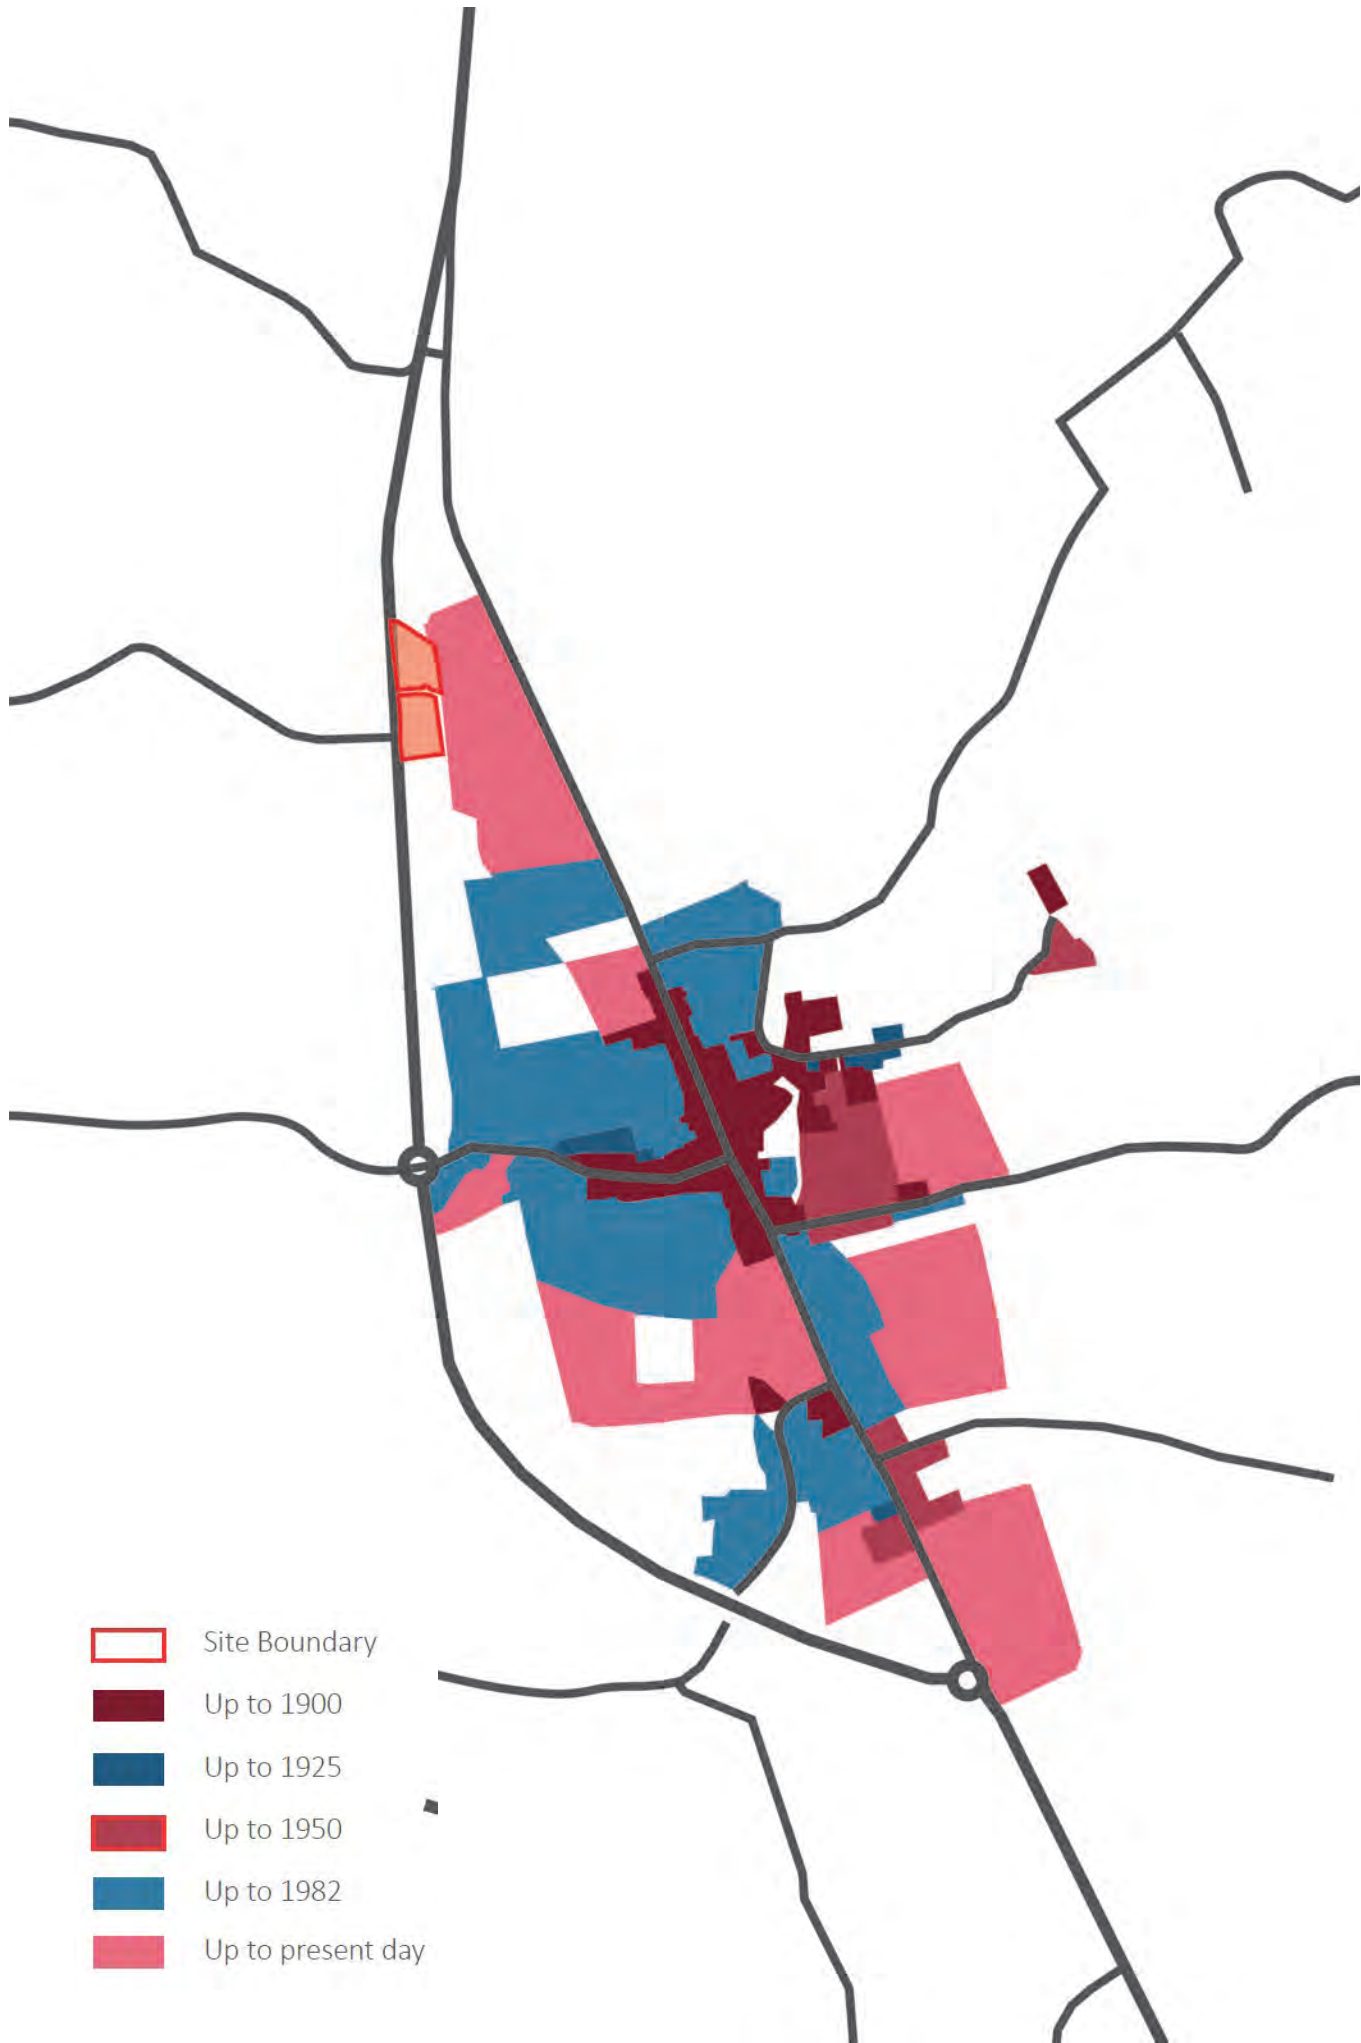 Site Boundary
Up to 1900
Up to 1925
Up to 1950
Up to 1982
Up to present day